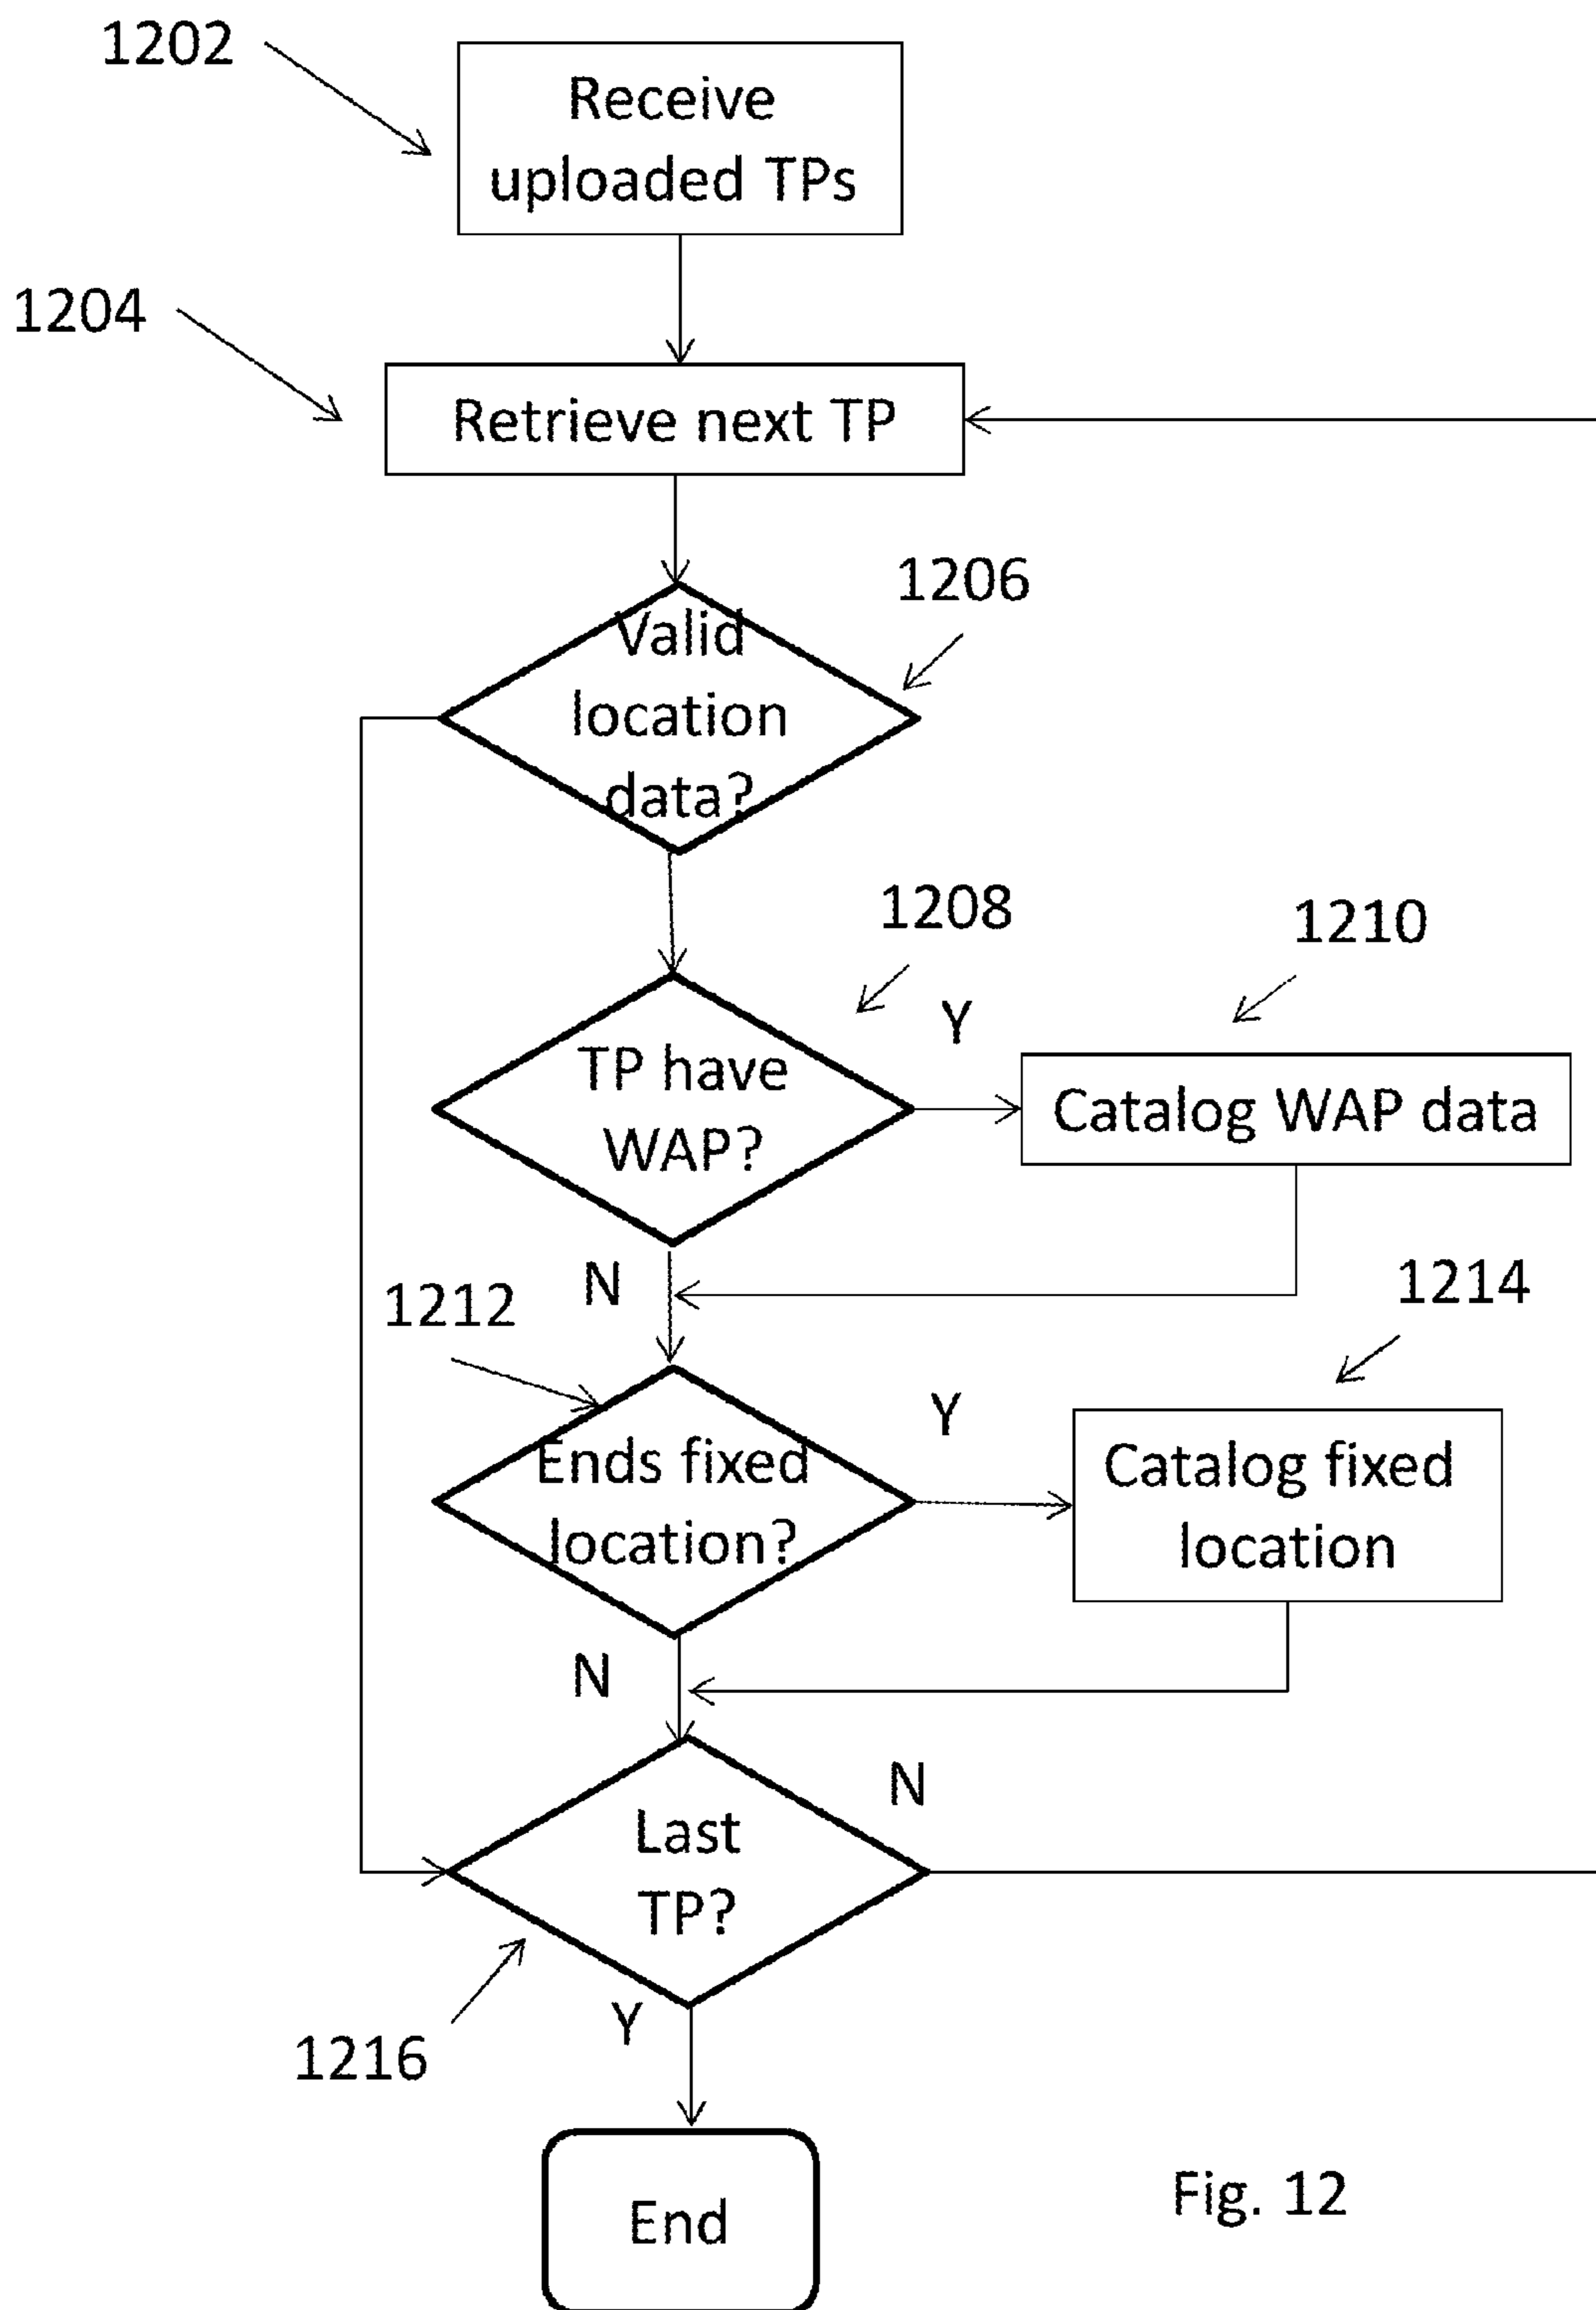 1202
Receive
uploaded TPs
1204
Retrieve next TP
1206
Valid
location
data?
1208
1210
Y
TP have
WAP?
Catalog WAP data
N
1212
1214
Y
Ends fixed
location?
Catalog fixed
location
N
N
Last
TP?
Y
1216
End
Fig. 12